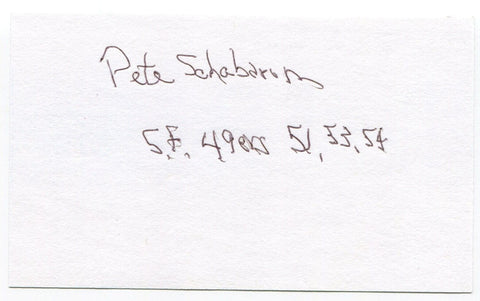 Pete Schabarum
S.F. 49ers 51, 53, 54